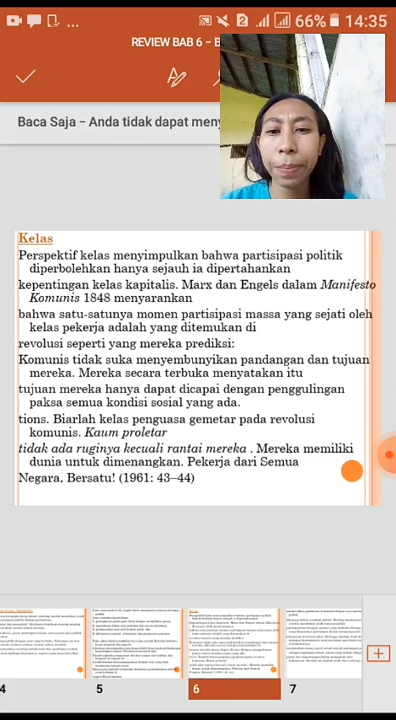 66% 14:35
REVIEW BAB 6 – B
Baca Saja – Anda tidak dapat meny
Kelas
Perspektif kelas menyimpulkan bahwa partisipasi politik
diperbolehkan hanya sejauh ia dipertahankan
kepentingan kelas kapitalis. Marx dan Engels dalam Manifesto
Komunis 1848 menyarankan
bahwa satu-satunya momen partisipasi massa yang sejati oleh
kelas pekerja adalah yang ditemukan di
revolusi seperti yang mereka prediksi:
Komunis tidak suka menyembunyikan pandangan dan tujuan
mereka. Mereka secara terbuka menyatakan itu
tujuan mereka hanya dapat dicapai dengan penggulingan
paksa semua kondisi sosial yang ada.
tions. Biarlah kelas penguasa gemetar pada revolusi
komunis. Kaum proletar
tidak ada ruginya kecuali rantai mereka . Mereka memiliki
dunia untuk dimenangkan. Pekerja dari Semua
Negara, Bersatu! (1961: 43–44)
4 5 6 7